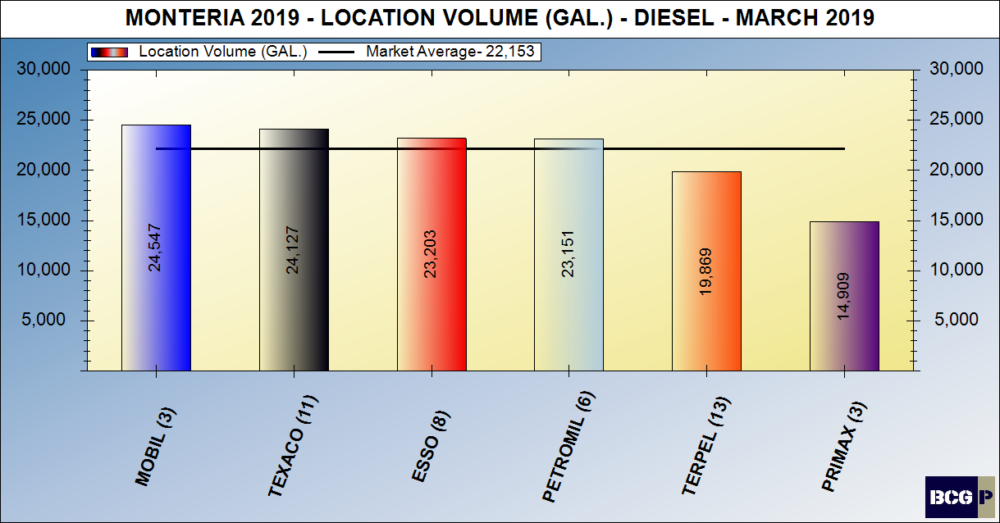 MONTERIA 2019 - LOCATION VOLUME (GAL.) - DIESEL - MARCH 2019
Location Volume (GAL.) Market Average- 22,153
30,000 30,000
25,000 25,000
20,000 20,000
15,000 15,000
10,000 10,000
5,000 5,000
24,547 24,127 23,203 23,151 19,869 14,909
MOBIL (3) TEXACO (11) ESSO (8) PETROMIL (6) TERPEL (13) PRIMAX (3)
BCG P